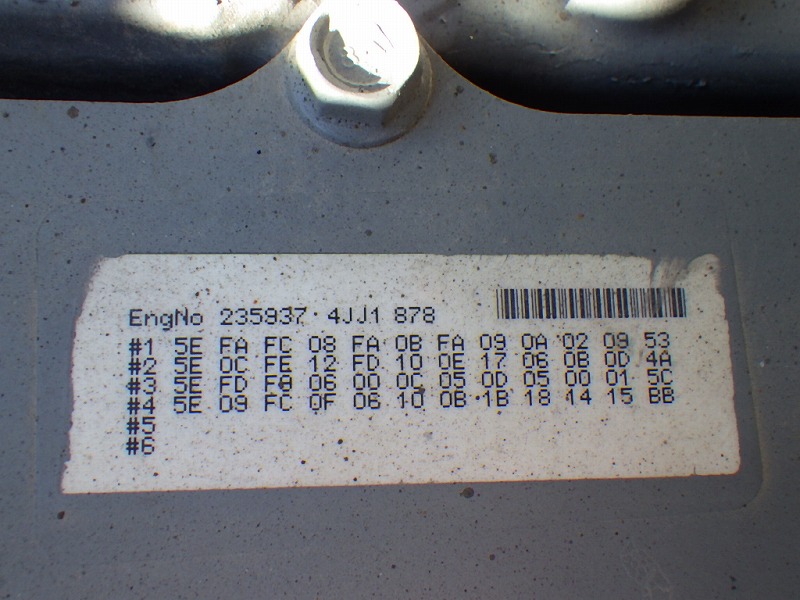 EngNo 235937 4JJ1 878
#1 5E FA FC 08 FA 0B FA 09 0A 02 09 53
#2 5E 0C FE 12 FD 10 0E 17 06 0B 0D 4A
#3 5E FD F8 06 00 0C 05 0D 05 00 01 5C
#4 5E 09 FC 0F 06 10 0B 1B 18 14 15 BB
#5
#6